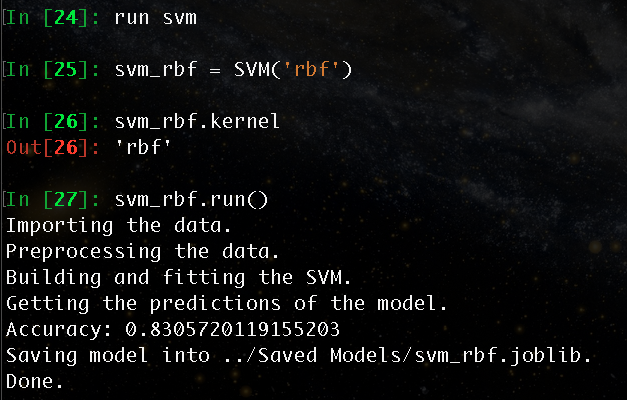 In [24]: run svm
In [25]: svm_rbf = SVM('rbf')
In [26]: svm_rbf.kernel
Out[26]: 'rbf'
In [27]: svm_rbf.run()
Importing the data.
Preprocessing the data.
Building and fitting the SVM.
Getting the predictions of the model.
Accuracy: 0.8305720119155203
Saving model into ../Saved Models/svm_rbf.joblib.
Done.